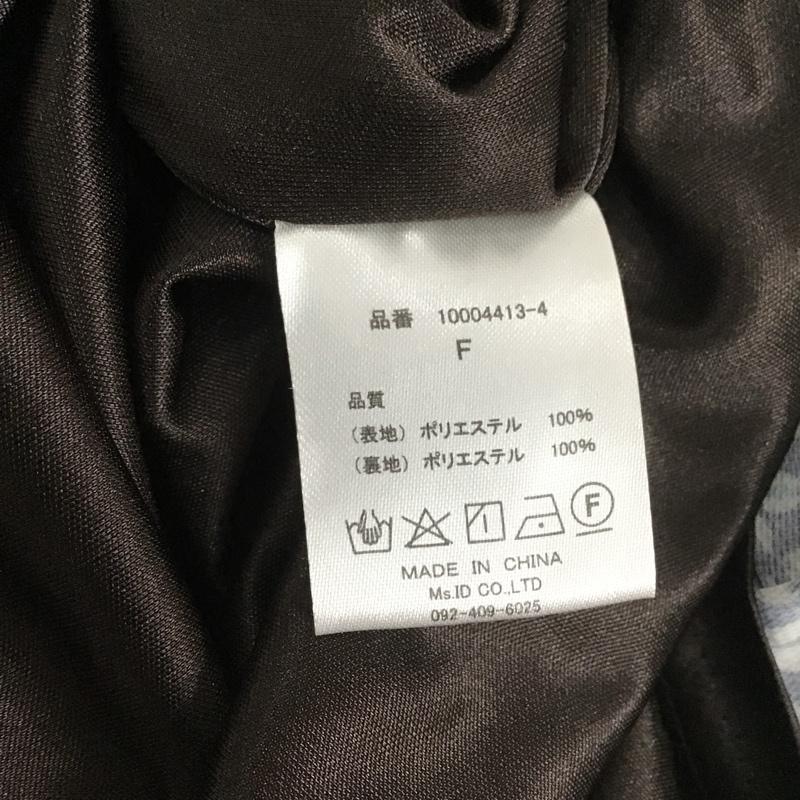 品番 10004413-4
F
品質
（表地）ポリエステル 100%
（裏地）ポリエステル 100%
F
MADE IN CHINA
Ms.ID CO.,LTD
092-409-6025